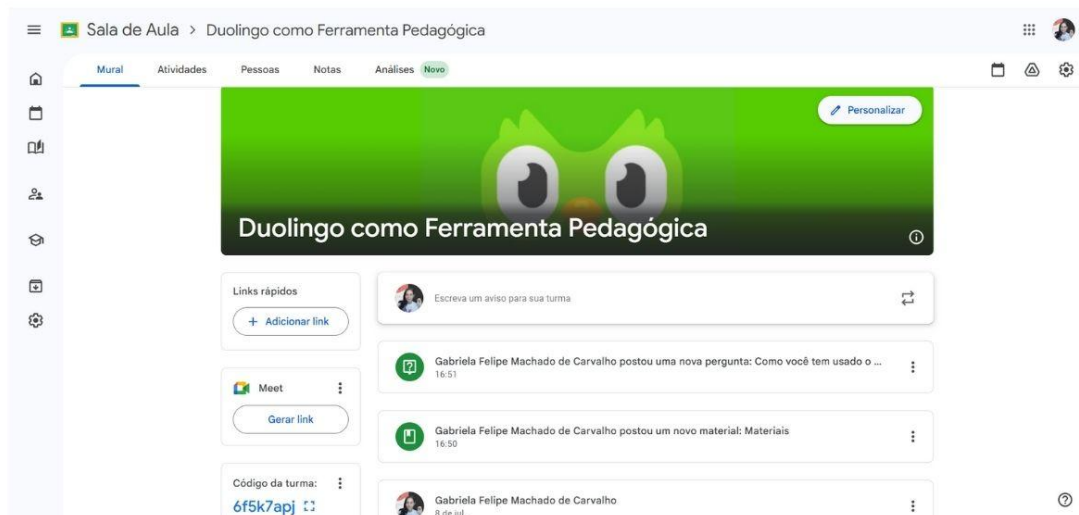 Sala de Aula > Duolingo como Ferramenta Pedagógica
Mural Atividades Pessoas Notas Análises Novo
Personalizar
Duolingo como Ferramenta Pedagógica
Links rápidos
+ Adicionar link
Meet
Gerar link
Código da turma:
6f5k7apj
Escreva um aviso para sua turma
Gabriela Felipe Machado de Carvalho postou uma nova pergunta: Como você tem usado o ...
16:51
Gabriela Felipe Machado de Carvalho postou um novo material: Materiais
16:50
Gabriela Felipe Machado de Carvalho
8 de jul.